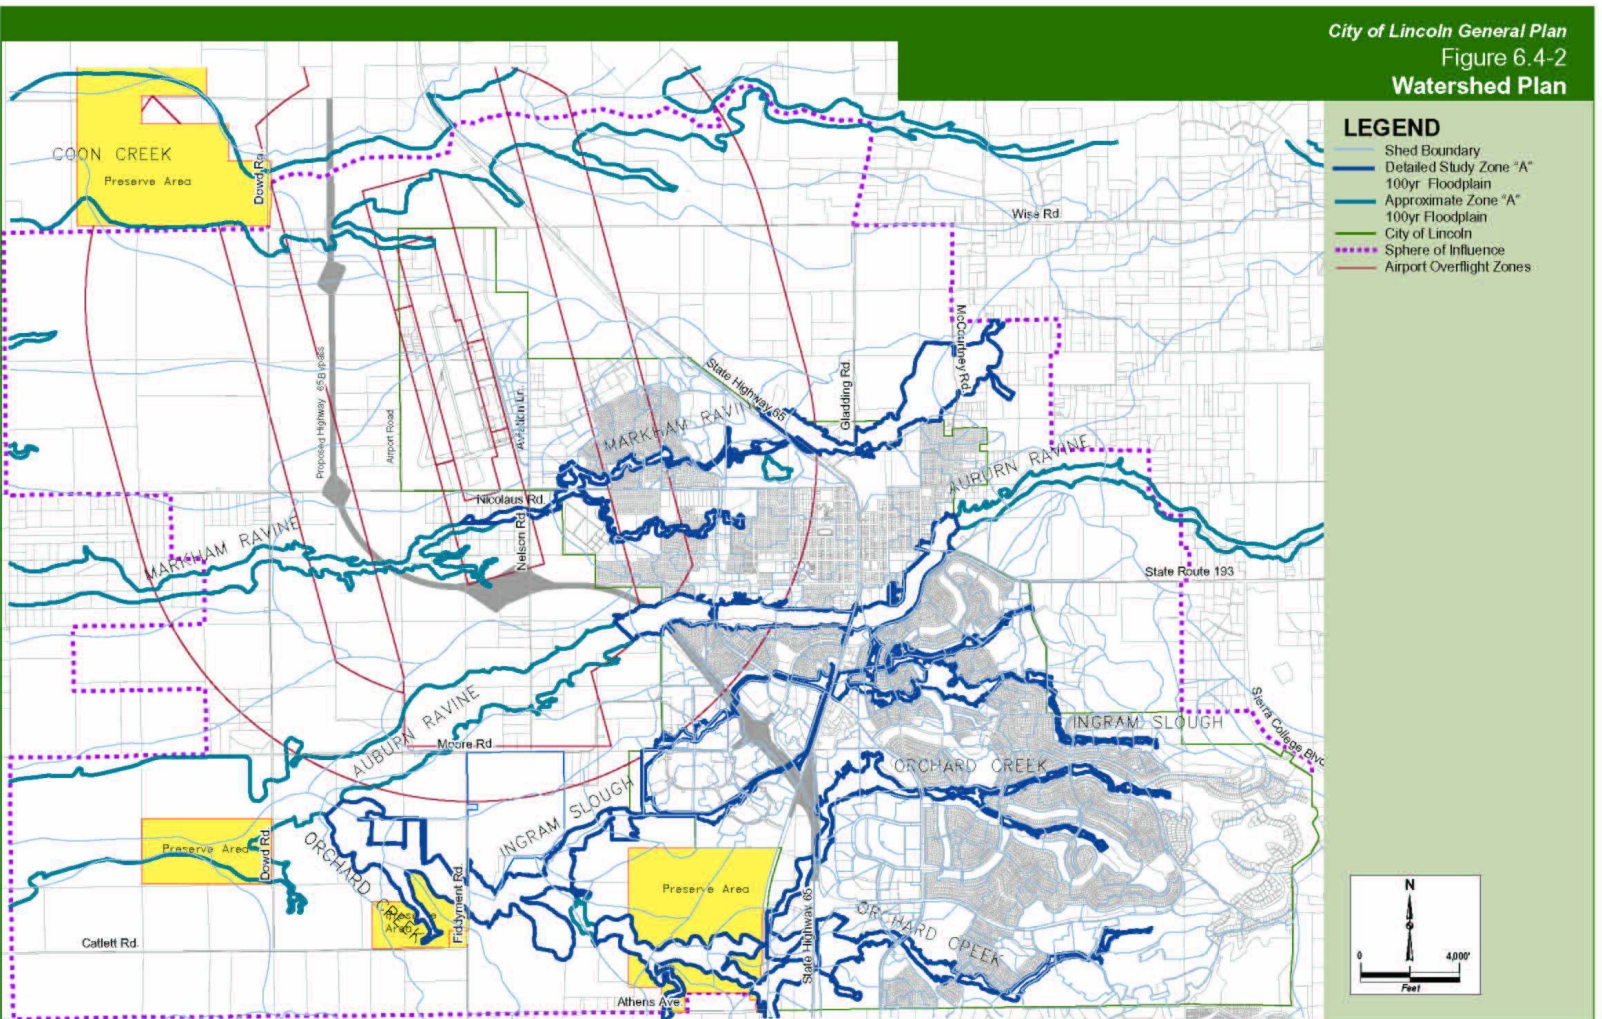 City of Lincoln General Plan
Figure 6.4-2
Watershed Plan
LEGEND
Shed Boundary
Detailed Study Zone "A"
100yr Floodplain
Approximate Zone "A"
100yr Floodplain
City of Lincoln
Sphere of Influence
Airport Overflight Zones
COON CREEK
Preserve Area
Dowd Rd.
Wise Rd.
Proposed Highway 65 Bypass
Airport Road
Aviation Ln.
State Highway 65
Gladding Rd.
McCourtney Rd.
MARKHAM RAVINE
AUBURN RAVINE
Nicolaus Rd.
Nelson Rd.
MARKHAM RAVINE
State Route 193
AUBURN RAVINE
Moore Rd
INGRAM SLOUGH
Sierra College Blvd
ORCHARD CREEK
INGRAM SLOUGH
Preserve Area
Dowd Rd.
ORCHARD CREEK
Preserve
Area
Fiddyment Rd.
Preserve Area
State Highway 65
ORCHARD CREEK
Catlett Rd.
Athens Ave.
N
0 4,000'
Feet